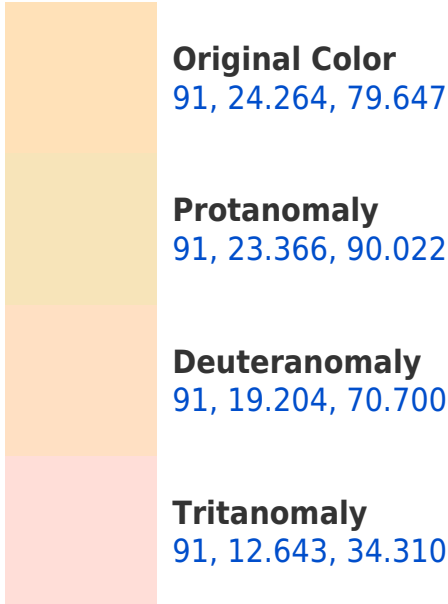 Original Color
91, 24.264, 79.647
Protanomaly
91, 23.366, 90.022
Deuteranomaly
91, 19.204, 70.700
Tritanomaly
91, 12.643, 34.310